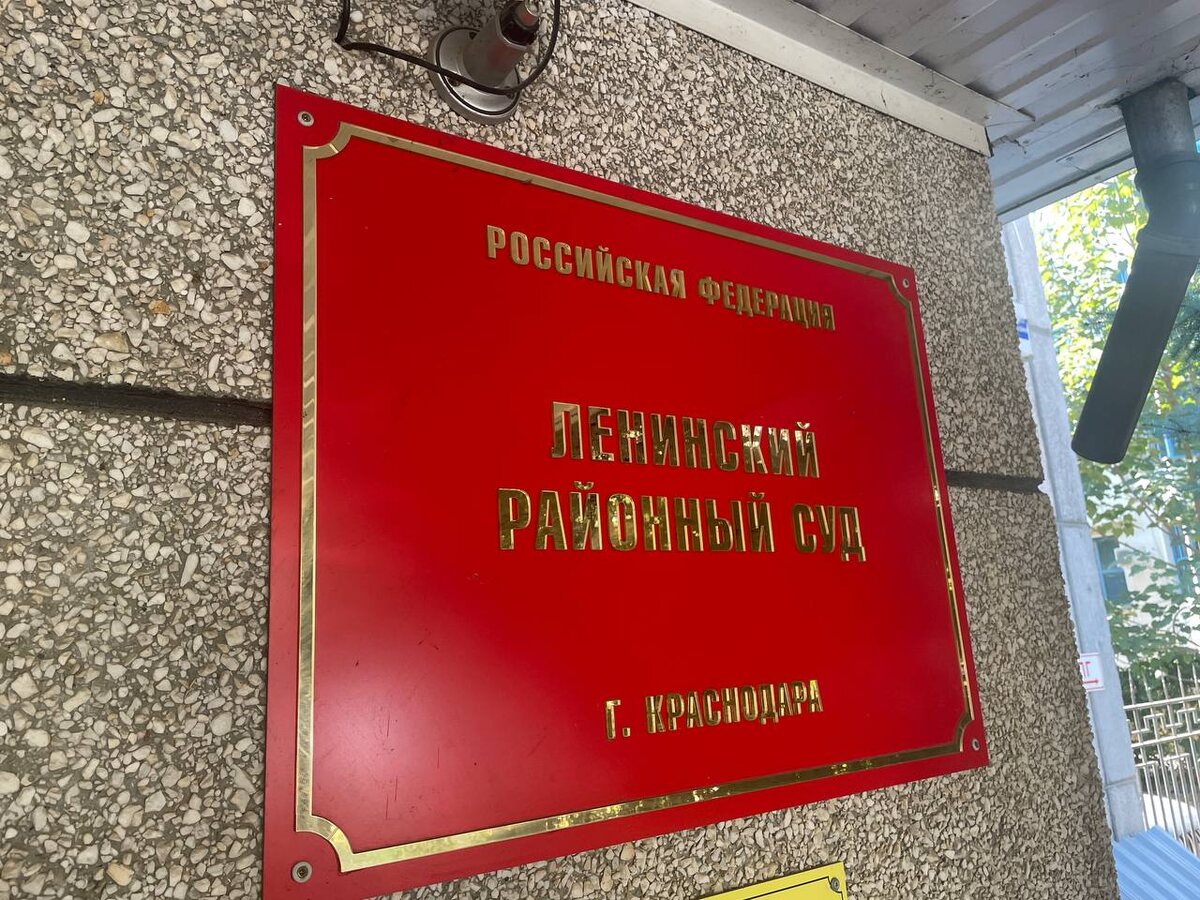 РОССИЙСКАЯ ФЕДЕРАЦИЯ
ЛЕНИНСКИЙ
РАЙОННЫЙ СУД
Г. КРАСНОДАРА